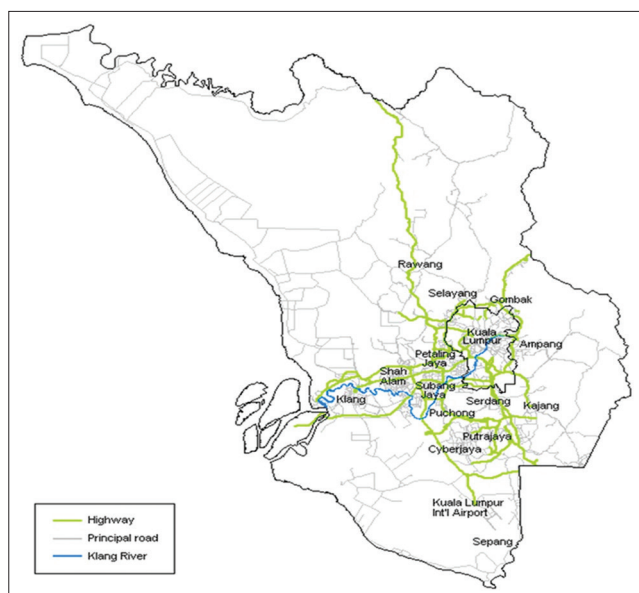 Rawang
Selayang
Gombak
Kuala
Lumpur
Ampang
Petaling
Jaya
Shah
Alam
Subang
Jaya
Klang
Serdang
Kajang
Puchong
Putrajaya
Cyberjaya
Kuala Lumpur
Int'l Airport
Sepang
Highway
Principal road
Klang River